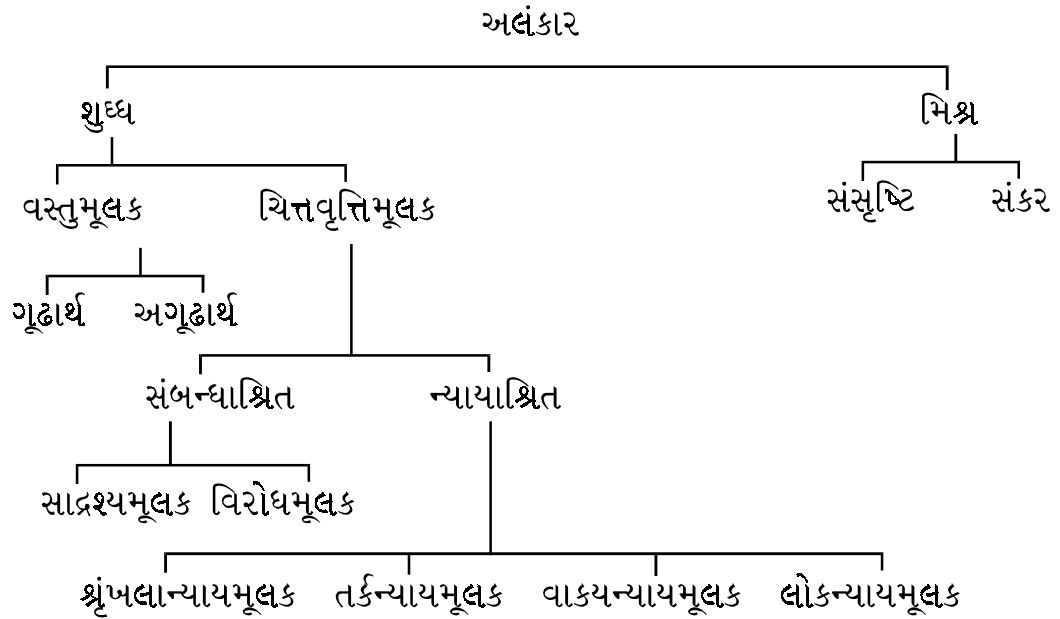 અલંકાર
શુધ્ધ મિશ્ર
વસ્તુમૂલક ચિત્તવૃત્તિમૂલક સંસૃષ્ટિ સંકર
ગૂઢાર્થ અગૂઢાર્થ
સંબન્ધાશ્રિત ન્યાયાશ્રિત
સાદ્રશ્યમૂલક વિરોધમૂલક
શ્રૃંખલાન્યાયમૂલક તર્કન્યાયમૂલક વાકયન્યાયમૂલક લોકન્યાયમૂલક